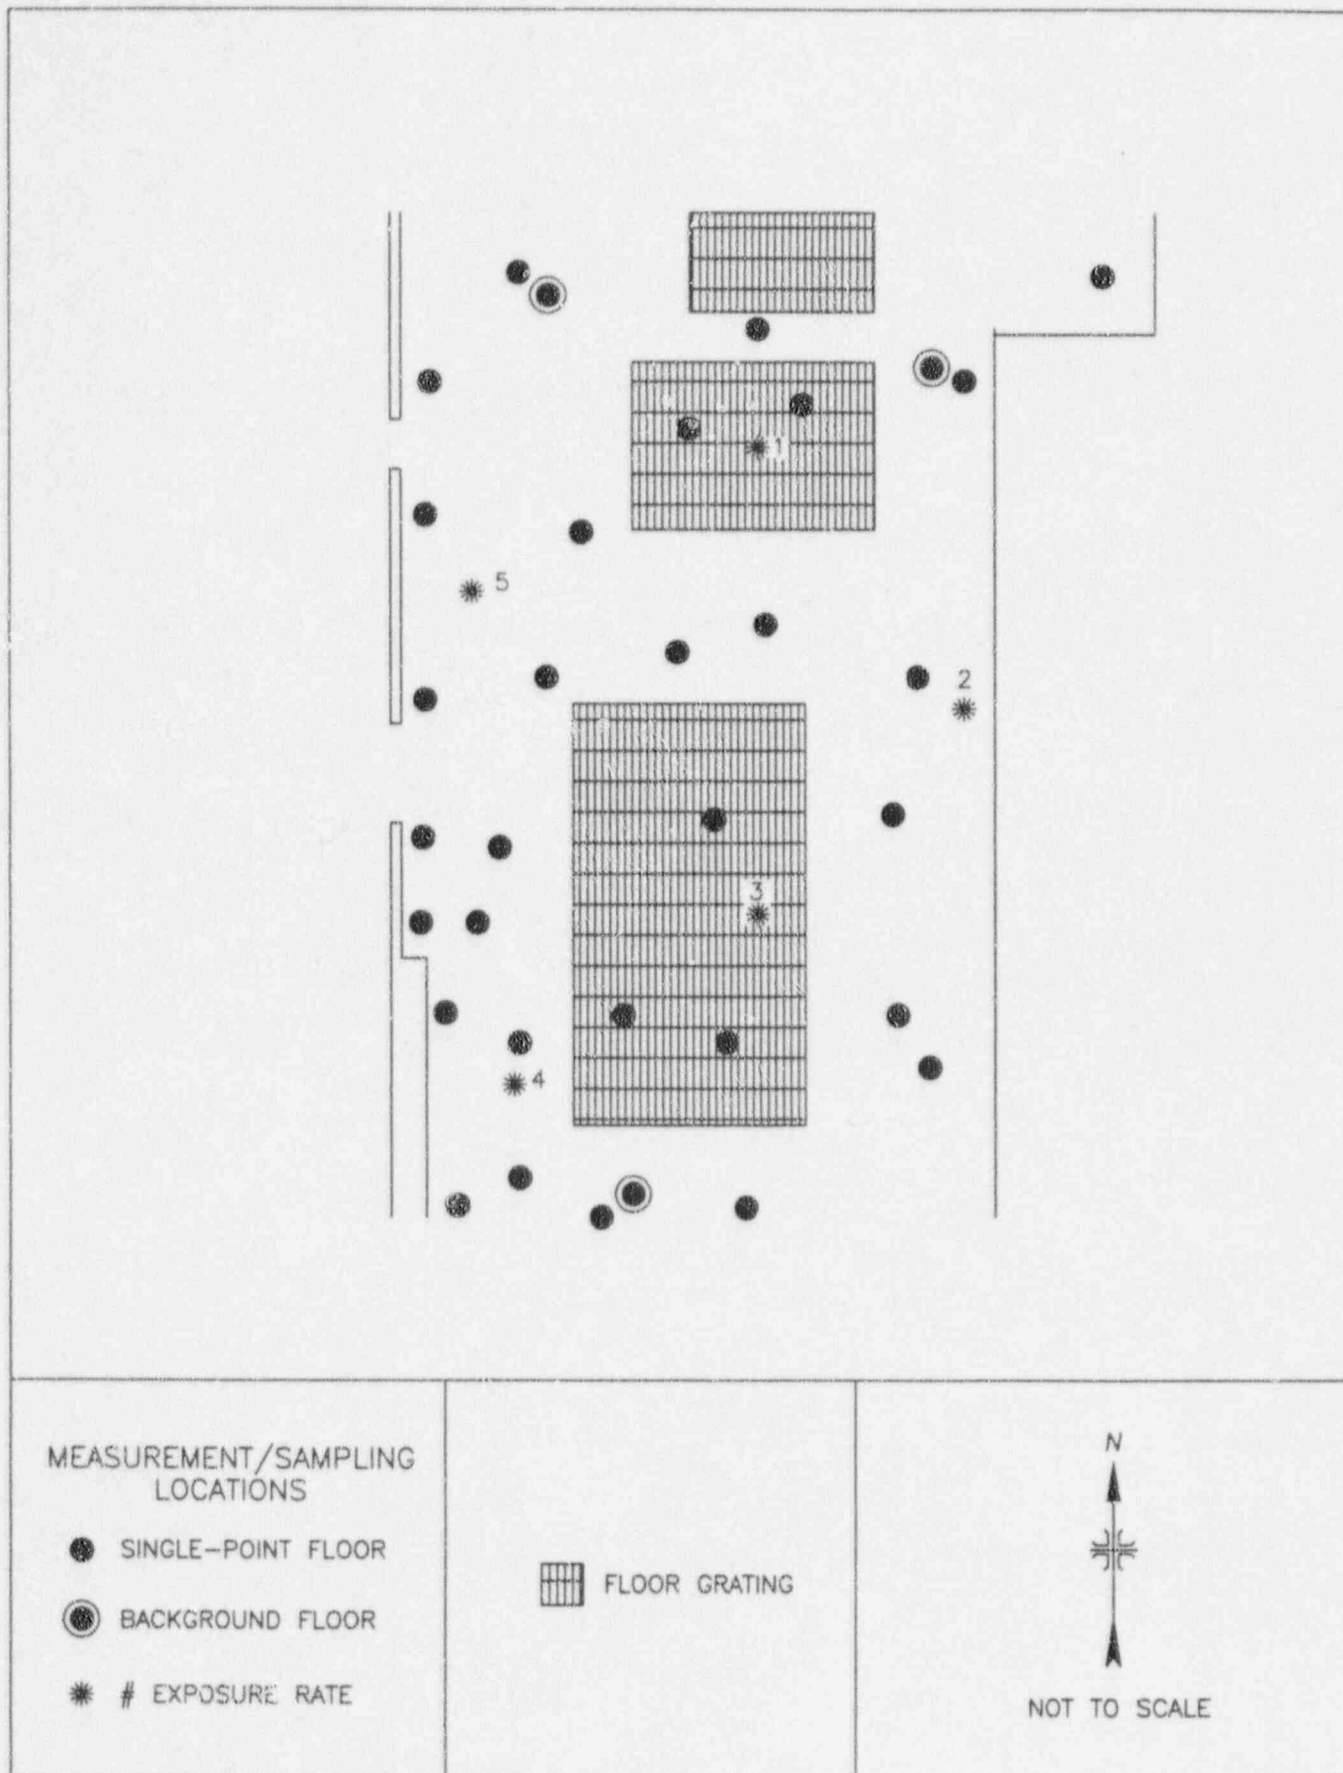 1
5
2
3
4
MEASUREMENT/SAMPLING
LOCATIONS
SINGLE-POINT FLOOR
BACKGROUND FLOOR
# EXPOSURE RATE
FLOOR GRATING
N
NOT TO SCALE